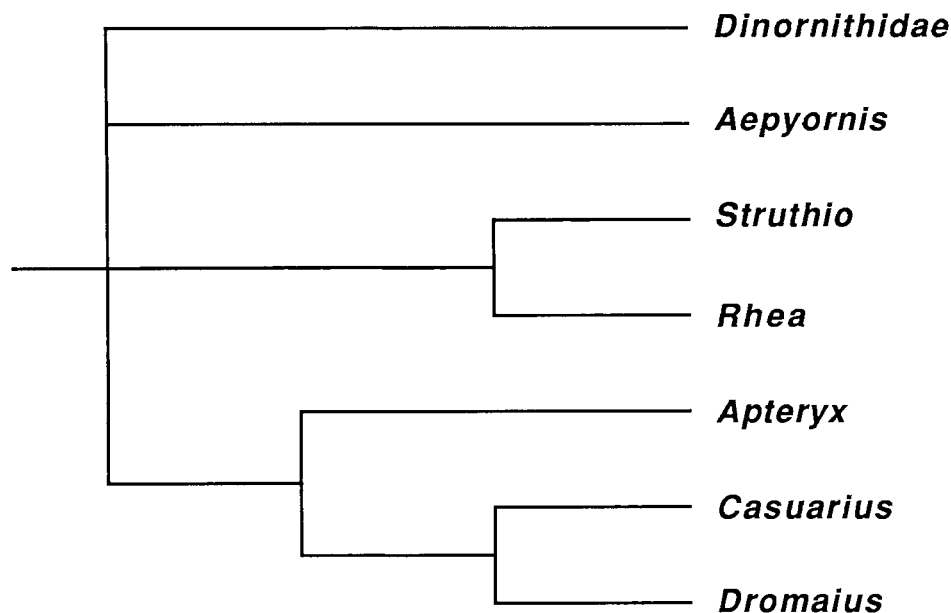 Dinornithidae
Aepyornis
Struthio
Rhea
Apteryx
Casuarius
Dromaius